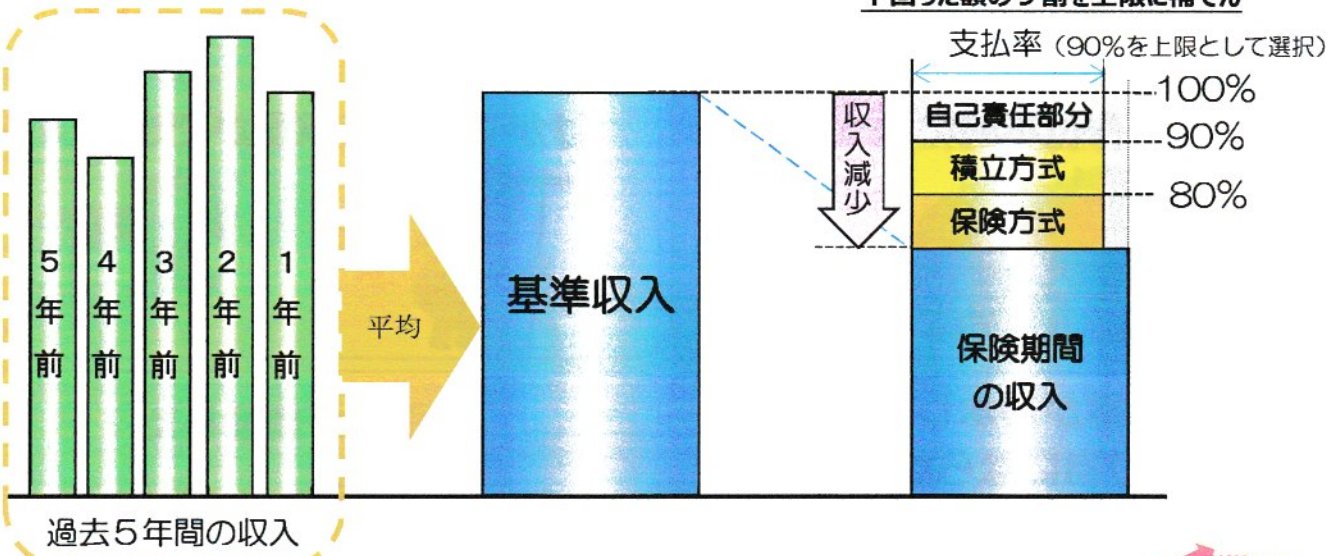 支払率（90%を上限として選択）
100%
自己責任部分
90%
積立方式
80%
保険方式
収入減少
5年前
4年前
3年前
2年前
1年前
平均
基準収入
保険期間
の収入
過去５年間の収入